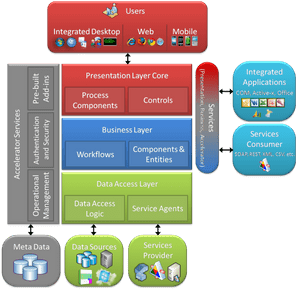 Users
Integrated Desktop
Web
Mobile
Accelerator Services
Pre-built
Add-ins
Authentication
and Security
Operational
Management
Presentation Layer Core
Process
Components
Controls
Business Layer
Workflows
Components &
Entities
Data Access Layer
Data Access
Logic
Service Agents
Services
(Presentation, Business, Accelerator)
Integrated
Applications
COM, Active-x, Office
Services
Consumer
SOAP, REST, XML, CSV, etc.
Meta Data
Data Sources
Services
Provider